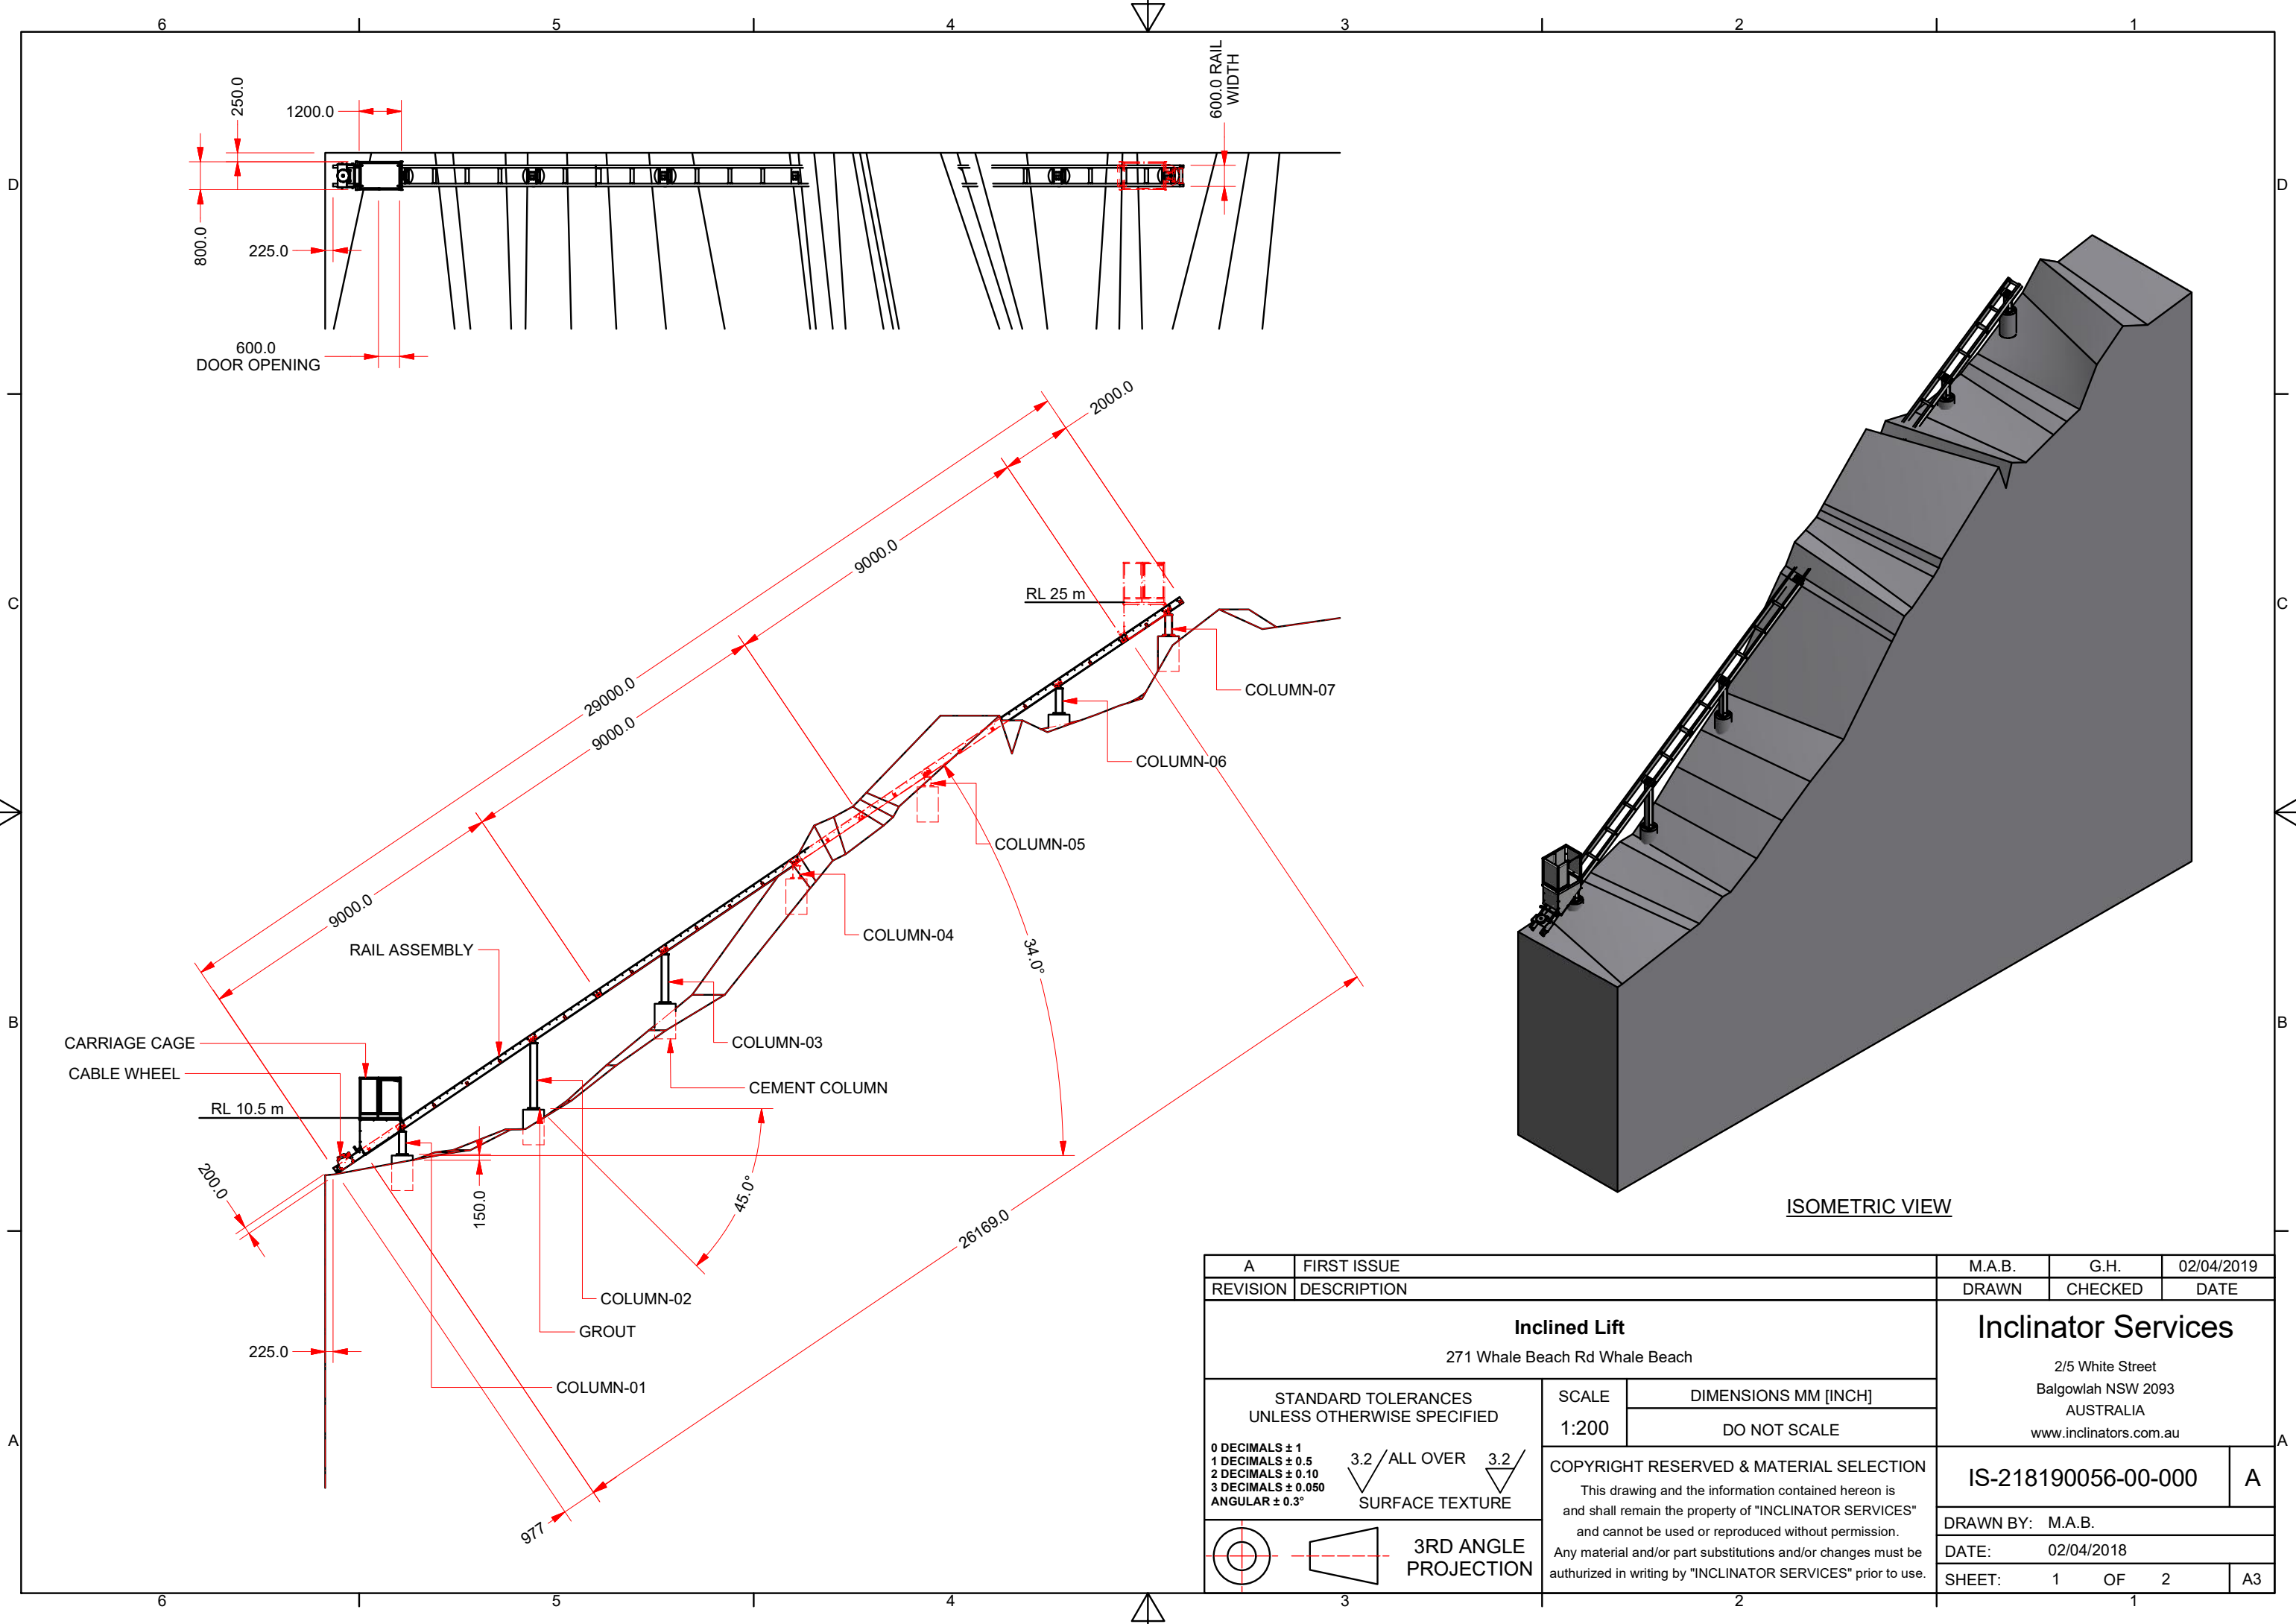 6 5 4 3 2 1
D
C
B
A
D
C
B
A
250.0
1200.0
800.0
225.0
600.0
DOOR OPENING
600.0 RAIL
WIDTH
2000.0
9000.0
29000.0
9000.0
9000.0
RL 25 m
COLUMN-07
COLUMN-06
COLUMN-05
COLUMN-04
34.0°
RAIL ASSEMBLY
COLUMN-03
CEMENT COLUMN
CARRIAGE CAGE
CABLE WHEEL
RL 10.5 m
200.0
150.0
45.0°
26169.0
COLUMN-02
GROUT
225.0
COLUMN-01
977
ISOMETRIC VIEW
A FIRST ISSUE M.A.B. G.H. 02/04/2019
REVISION DESCRIPTION DRAWN CHECKED DATE
Inclined Lift
271 Whale Beach Rd Whale Beach
Inclinator Services
2/5 White Street
Balgowlah NSW 2093
AUSTRALIA
www.inclinators.com.au
STANDARD TOLERANCES
UNLESS OTHERWISE SPECIFIED
0 DECIMALS ± 1
1 DECIMALS ± 0.5
2 DECIMALS ± 0.10
3 DECIMALS ± 0.050
ANGULAR ± 0.3°
3.2 ALL OVER 3.2
SURFACE TEXTURE
SCALE
1:200
DIMENSIONS MM [INCH]
DO NOT SCALE
COPYRIGHT RESERVED & MATERIAL SELECTION
This drawing and the information contained hereon is
and shall remain the property of "INCLINATOR SERVICES"
and cannot be used or reproduced without permission.
Any material and/or part substitutions and/or changes must be
authurized in writing by "INCLINATOR SERVICES" prior to use.
3RD ANGLE
PROJECTION
IS-218190056-00-000 A
DRAWN BY: M.A.B.
DATE: 02/04/2018
SHEET: 1 OF 2 A3
6 5 4 3 2 1